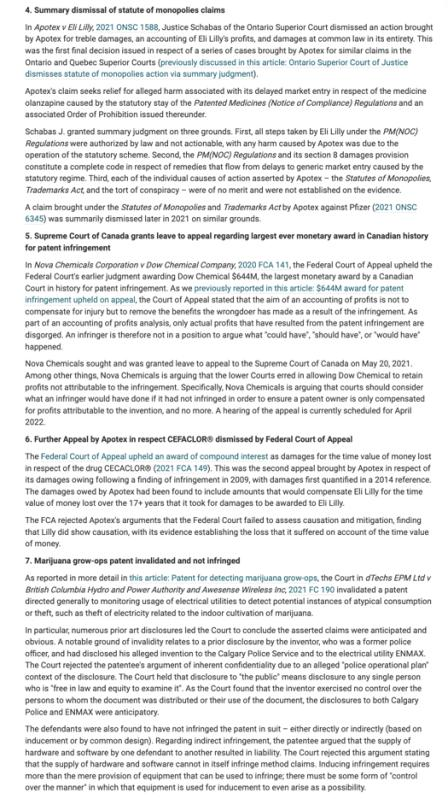 4. Summary dismissal of statute of monopolies claims
In Apotex v Eli Lilly, 2021 ONSC 1588, Justice Schabas of the Ontario Superior Court dismissed an action brought
by Apotex for treble damages, an accounting of Eli Lilly's profits, and damages at common law in its entirety. This
was the first final decision issued in respect of a series of cases brought by Apotex for similar claims in the
Ontario and Quebec Superior Courts (previously discussed in this article: Ontario Superior Court of Justice
dismisses statute of monopolies action via summary judgment).
Apotex's claim seeks relief for alleged harm associated with its delayed market entry in respect of the medicine
olanzapine caused by the statutory stay of the Patented Medicines (Notice of Compliance) Regulations and an
associated Order of Prohibition issued thereunder.
Schabas J. granted summary judgment on three grounds. First, all steps taken by Eli Lilly under the PM(NOC)
Regulations were authorized by law and not actionable, with any harm caused by Apotex was due to the
operation of the statutory scheme. Second, the PM(NOC) Regulations and its section 8 damages provision
constitute a complete code in respect of remedies that flow from delays to generic market entry caused by the
statutory regime. Third, each of the individual causes of action asserted by Apotex – the Statutes of Monopolies,
Trademarks Act, and the tort of conspiracy – were of no merit and were not established on the evidence.
A claim brought under the Statutes of Monopolies and Trademarks Act by Apotex against Pfizer (2021 ONSC
6345) was summarily dismissed later in 2021 on similar grounds.
5. Supreme Court of Canada grants leave to appeal regarding largest ever monetary award in Canadian history
for patent infringement
In Nova Chemicals Corporation v Dow Chemical Company, 2020 FCA 141, the Federal Court of Appeal upheld the
Federal Court's earlier judgment awarding Dow Chemical $644M, the largest monetary award by a Canadian
Court in history for patent infringement. As we previously reported in this article: $644M award for patent
infringement upheld on appeal, the Court of Appeal stated that the aim of an accounting of profits is not to
compensate for injury but to remove the benefits the wrongdoer has made as a result of the infringement. As
part of an accounting of profits analysis, only actual profits that have resulted from the patent infringement are
disgorged. An infringer is therefore not in a position to argue what "could have", "should have", or "would have"
happened.
Nova Chemicals sought and was granted leave to appeal to the Supreme Court of Canada on May 20, 2021.
Among other things, Nova Chemicals is arguing that the lower Courts erred in allowing Dow Chemical to retain
profits not attributable to the infringement. Specifically, Nova Chemicals is arguing that courts should consider
what an infringer would have done if it had not infringed in order to ensure a patent owner is only compensated
for profits attributable to the invention, and no more. A hearing of the appeal is currently scheduled for April
2022.
6. Further Appeal by Apotex in respect CEFACLOR® dismissed by Federal Court of Appeal
The Federal Court of Appeal upheld an award of compound interest as damages for the time value of money lost
in respect of the drug CECACLOR® (2021 FCA 149). This was the second appeal brought by Apotex in respect of
its damages owing following a finding of infringement in 2009, with damages first quantified in a 2014 reference.
The damages owed by Apotex had been found to include amounts that would compensate Eli Lilly for the time
value of money lost over the 17+ years that it took for damages to be awarded to Eli Lilly.
The FCA rejected Apotex's arguments that the Federal Court failed to assess causation and mitigation, finding
that Lilly did show causation, with its evidence establishing the loss that it suffered on account of the time value
of money.
7. Marijuana grow-ops patent invalidated and not infringed
As reported in more detail in this article: Patent for detecting marijuana grow-ops, the Court in dTechs EPM Ltd v
British Columbia Hydro and Power Authority and Awesense Wireless Inc, 2021 FC 190 invalidated a patent
directed generally to monitoring usage of electrical utilities to detect potential instances of atypical consumption
or theft, such as theft of electricity related to the indoor cultivation of marijuana.
In particular, numerous prior art disclosures led the Court to conclude the asserted claims were anticipated and
obvious. A notable ground of invalidity relates to a prior disclosure by the inventor, who was a former police
officer, and had disclosed his alleged invention to the Calgary Police Service and to the electrical utility ENMAX.
The Court rejected the patentee's argument of inherent confidentiality due to an alleged "police operational plan"
context of the disclosure. The Court held that disclosure to "the public" means disclosure to any single person
who is "free in law and equity to examine it". As the Court found that the inventor exercised no control over the
persons to whom the document was distributed or their use of the document, the disclosures to both Calgary
Police and ENMAX were anticipatory.
The defendants were also found to have not infringed the patent in suit – either directly or indirectly (based on
inducement or by common design). Regarding indirect infringement, the patentee argued that the supply of
hardware and software by one defendant to another resulted in liability. The Court rejected this argument stating
that the supply of hardware and software cannot in itself infringe method claims. Inducing infringement requires
more than the mere provision of equipment that can be used to infringe; there must be some form of "control
over the manner" in which that equipment is used for inducement to even arise as a possibility.